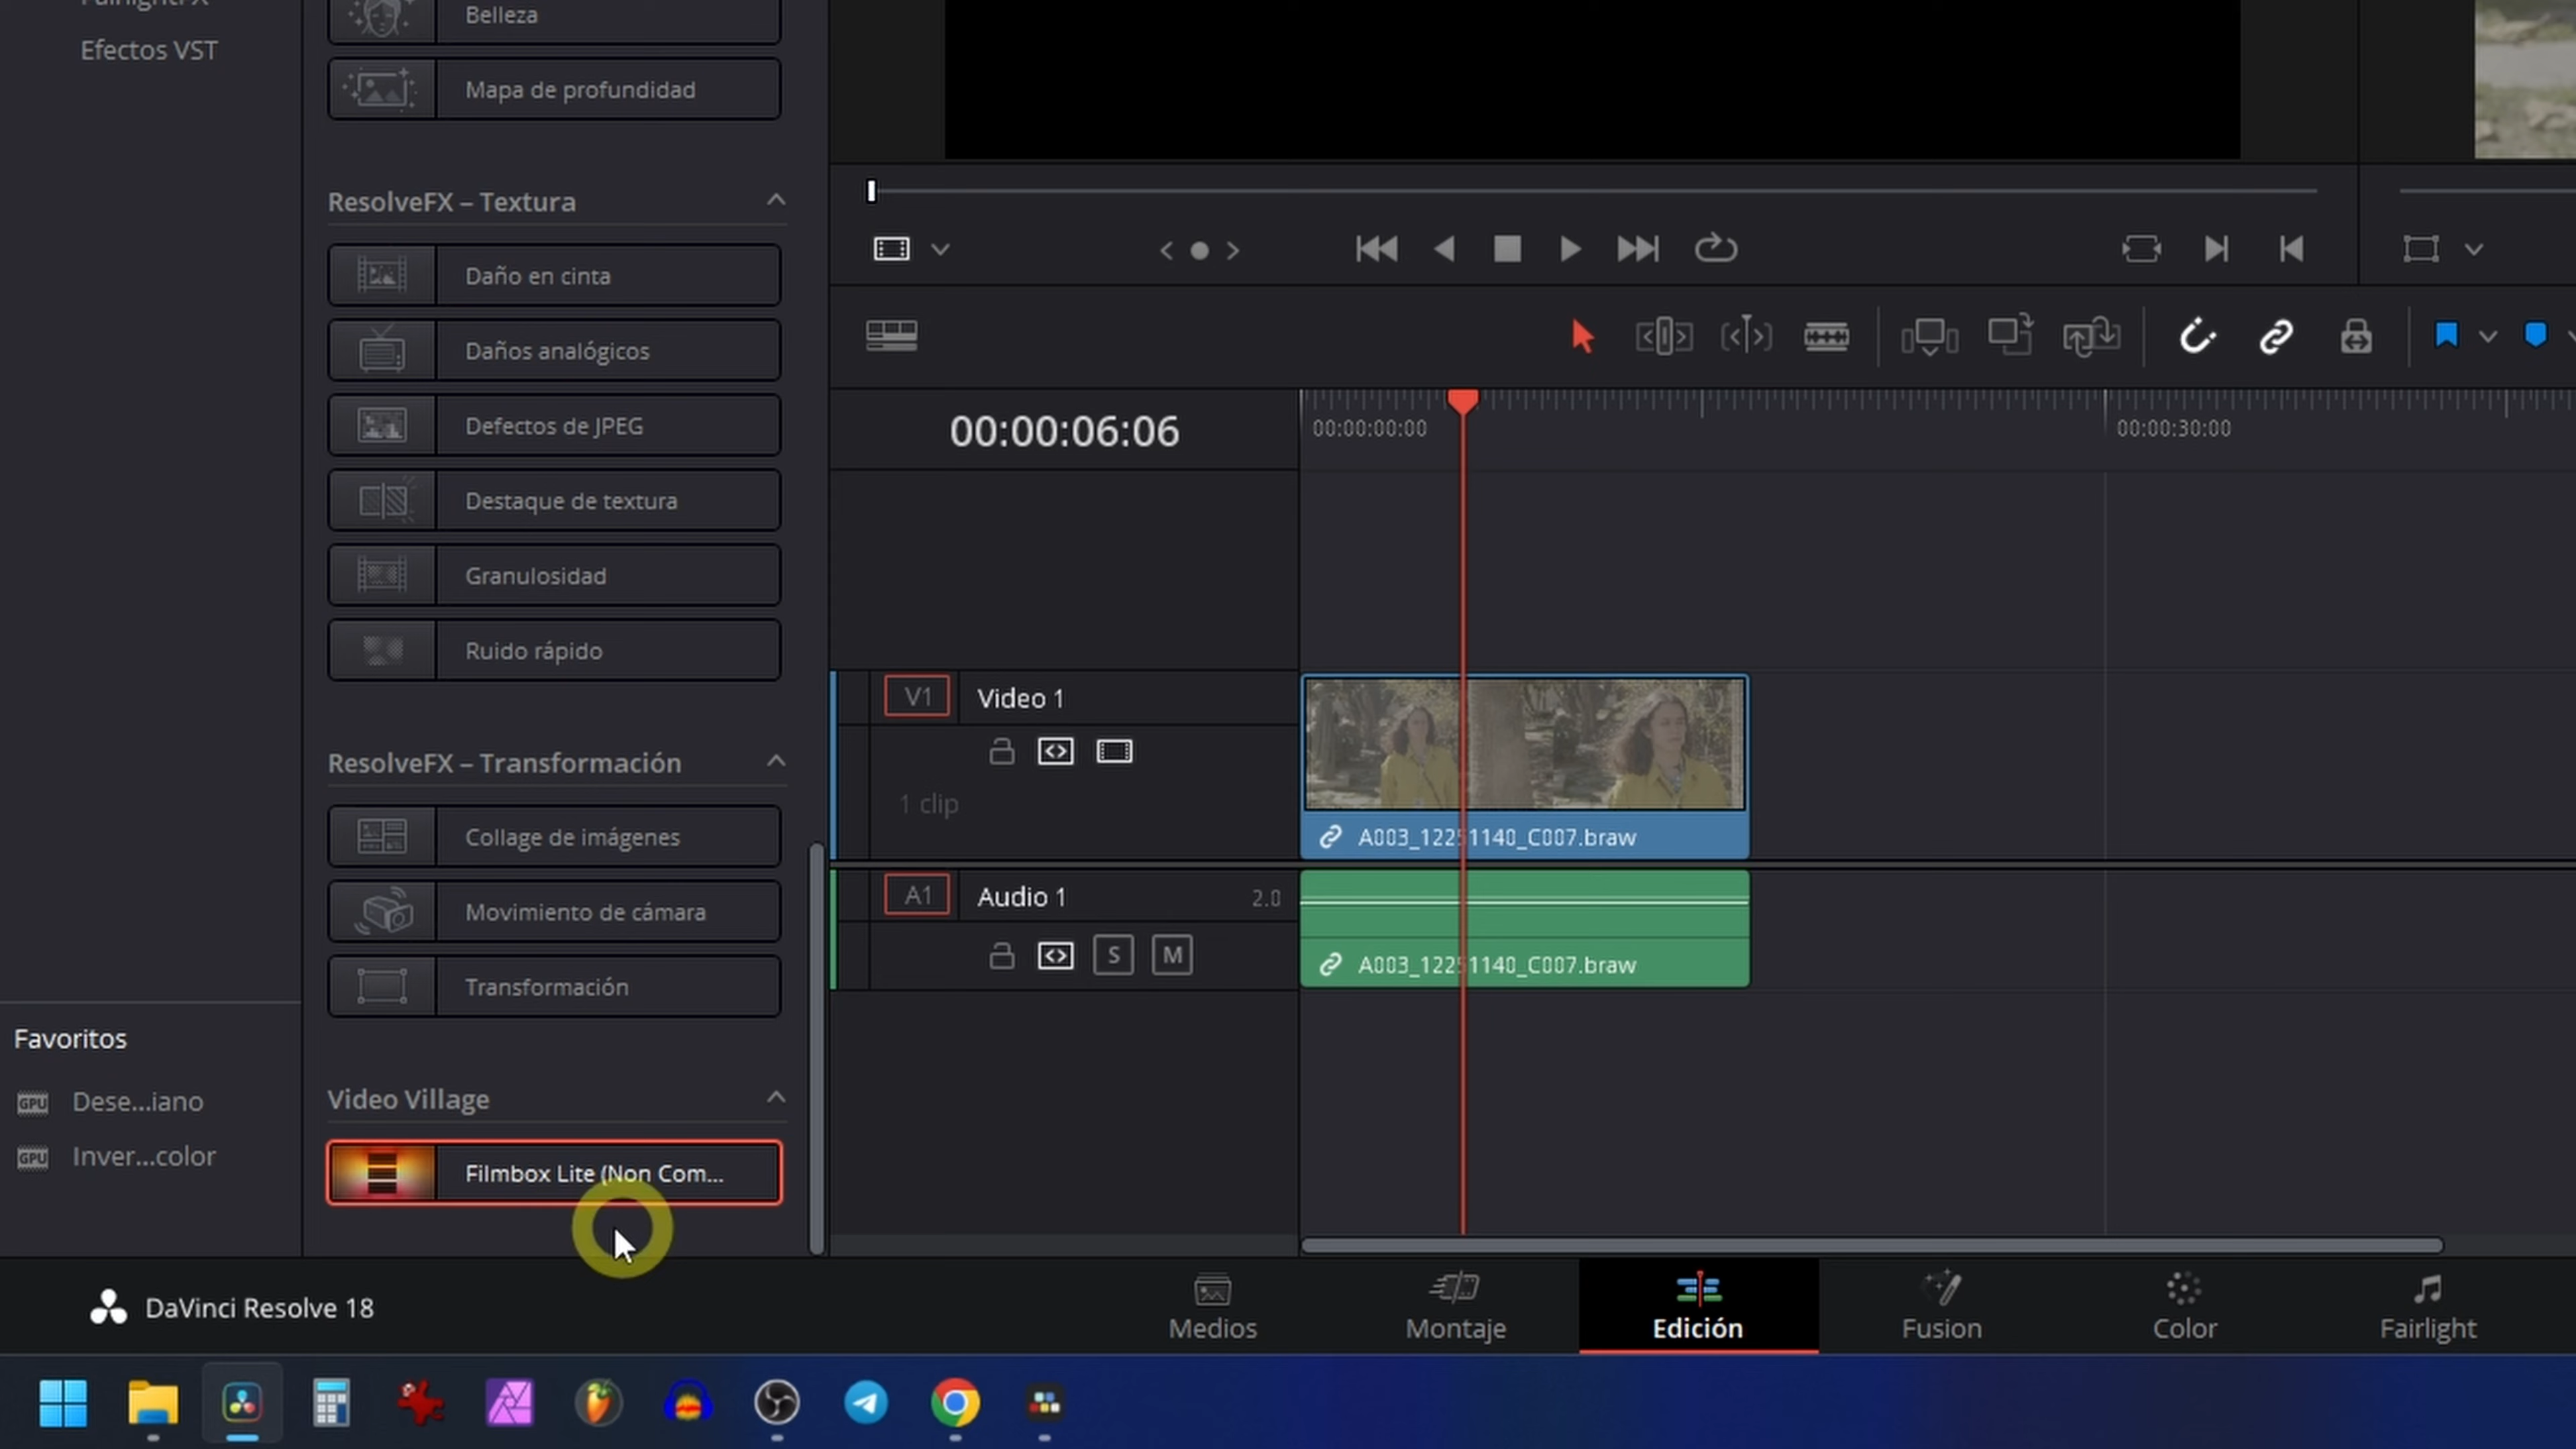 FairlightFX
Efectos VST
Belleza
Mapa de profundidad
ResolveFX – Textura
Daño en cinta
Daños analógicos
Defectos de JPEG
Destaque de textura
Granulosidad
Ruido rápido
ResolveFX – Transformación
Collage de imágenes
Movimiento de cámara
Transformación
Video Village
Filmbox Lite (Non Com...
Favoritos
GPU Dese...iano
GPU Inver...color
00:00:06:06
00:00:00:00
00:00:30:00
V1 Video 1
1 clip
A003_12251140_C007.braw
A1 Audio 1 2.0
S M
A003_12251140_C007.braw
DaVinci Resolve 18
Medios
Montaje
Edición
Fusion
Color
Fairlight